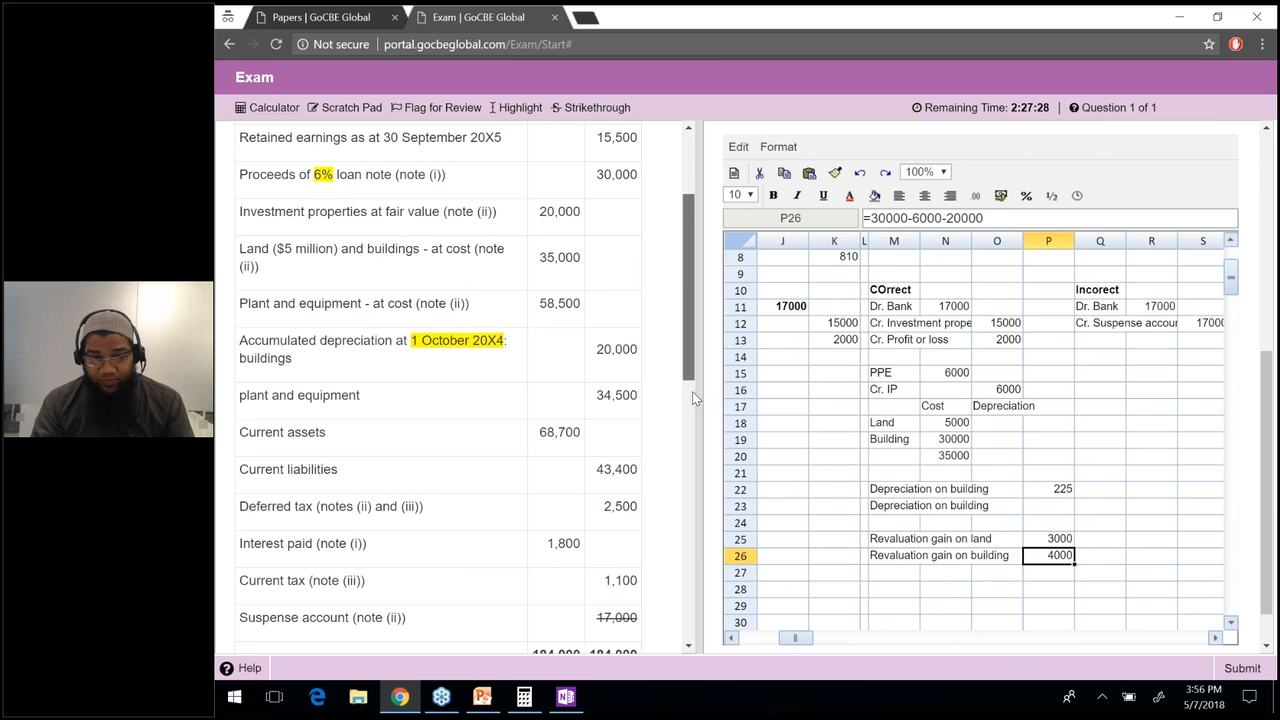 Papers | GoCBE Global
Exam | GoCBE Global
Not secure | portal.gocbeglobal.com/Exam/Start#
Exam
Calculator Scratch Pad Flag for Review Highlight Strikethrough
Remaining Time: 2:27:28 Question 1 of 1
Retained earnings as at 30 September 20X5 15,500
Proceeds of 6% loan note (note (i)) 30,000
Investment properties at fair value (note (ii)) 20,000
Land ($5 million) and buildings - at cost (note
(ii)) 35,000
Plant and equipment - at cost (note (ii)) 58,500
Accumulated depreciation at 1 October 20X4:
buildings 20,000
plant and equipment 34,500
Current assets 68,700
Current liabilities 43,400
Deferred tax (notes (ii) and (iii)) 2,500
Interest paid (note (i)) 1,800
Current tax (note (iii)) 1,100
Suspense account (note (ii)) 17,000
184,000 184,000
Edit Format
100%
10 B I U A .00 % 1/2
P26 =30000-6000-20000
J K L M N O P Q R S
8 810
9
10 COrrect Incorect
11 17000 Dr. Bank 17000 Dr. Bank 17000
12 15000 Cr. Investment prope 15000 Cr. Suspense accour 17000
13 2000 Cr. Profit or loss 2000
14
15 PPE 6000
16 Cr. IP 6000
17 Cost Depreciation
18 Land 5000
19 Building 30000
20 35000
21
22 Depreciation on building 225
23 Depreciation on building
24
25 Revaluation gain on land 3000
26 Revaluation gain on building 4000
27
28
29
30
Help Submit
3:56 PM
5/7/2018